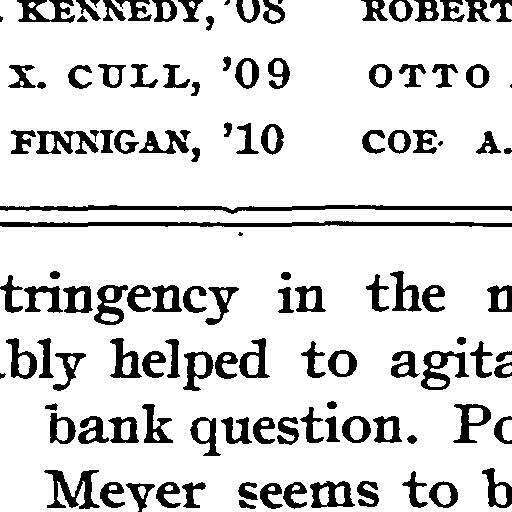 . KENNEDY, '08 ROBERT
X. CULL, '09 OTTO
FINNIGAN, '10 COE A.
tringency in the
ably helped to agita
bank question. Po
Meyer seems to b